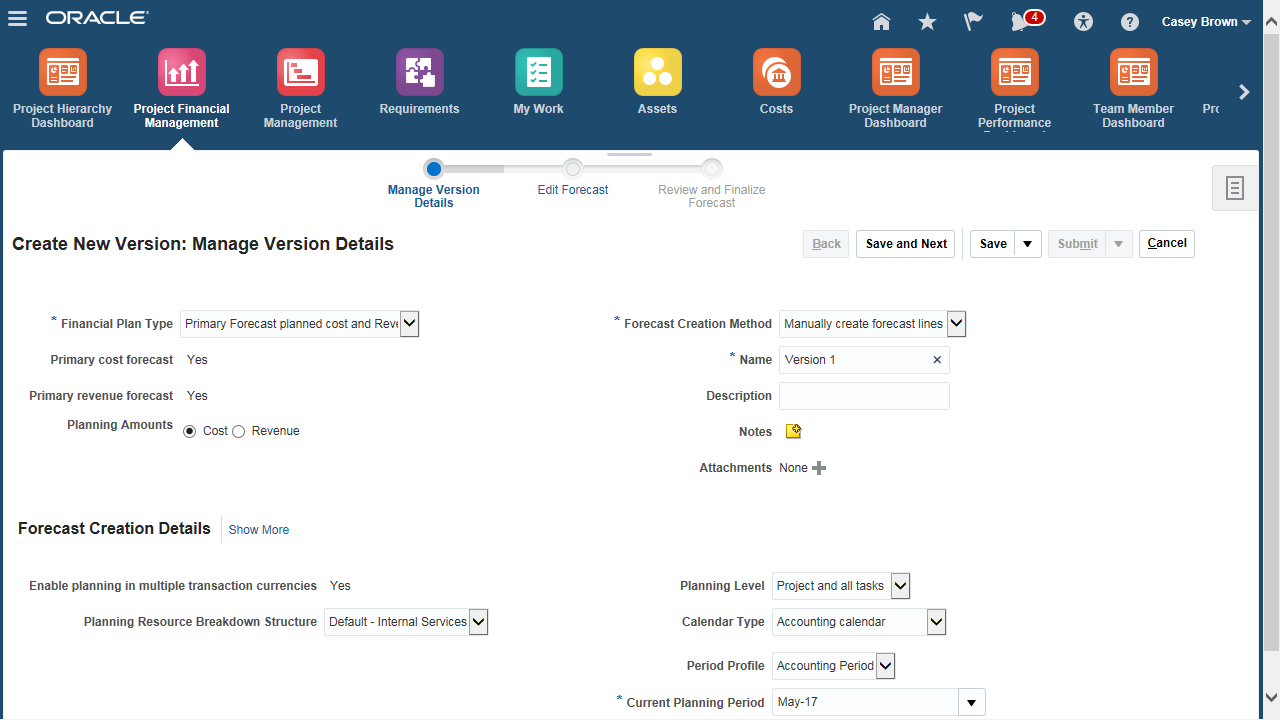 ORACLE
4
Casey Brown
Project Hierarchy
Dashboard
Project Financial
Management
Project
Management
Requirements
My Work
Assets
Costs
Project Manager
Dashboard
Project
Performance
Team Member
Dashboard
Manage Version
Details
Edit Forecast
Review and Finalize
Forecast
Create New Version: Manage Version Details
Back
Save and Next
Save
Submit
Cancel
* Financial Plan Type Primary Forecast planned cost and Reve
Primary cost forecast Yes
Primary revenue forecast Yes
Planning Amounts Cost Revenue
* Forecast Creation Method Manually create forecast lines
* Name Version 1
Description
Notes
Attachments None
Forecast Creation Details Show More
Enable planning in multiple transaction currencies Yes
Planning Resource Breakdown Structure Default - Internal Services
Planning Level Project and all tasks
Calendar Type Accounting calendar
Period Profile Accounting Period
* Current Planning Period May-17